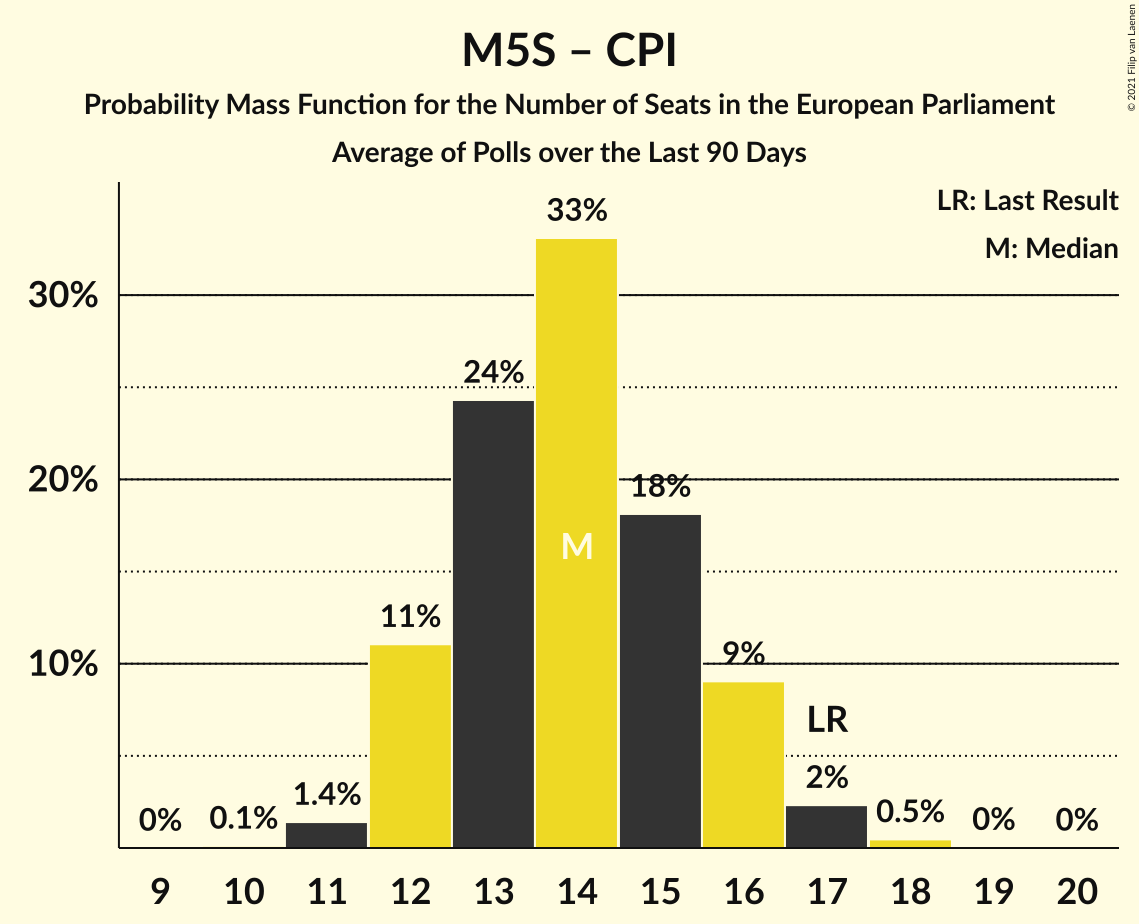 M5S – CPI
Probability Mass Function for the Number of Seats in the European Parliament
Average of Polls over the Last 90 Days
© 2021 Filip van Laenen
LR: Last Result
M: Median
30%
20%
10%
0%
0.1%
1.4%
11%
24%
33%
M
18%
9%
LR
2%
0.5%
0%
0%
9 10 11 12 13 14 15 16 17 18 19 20